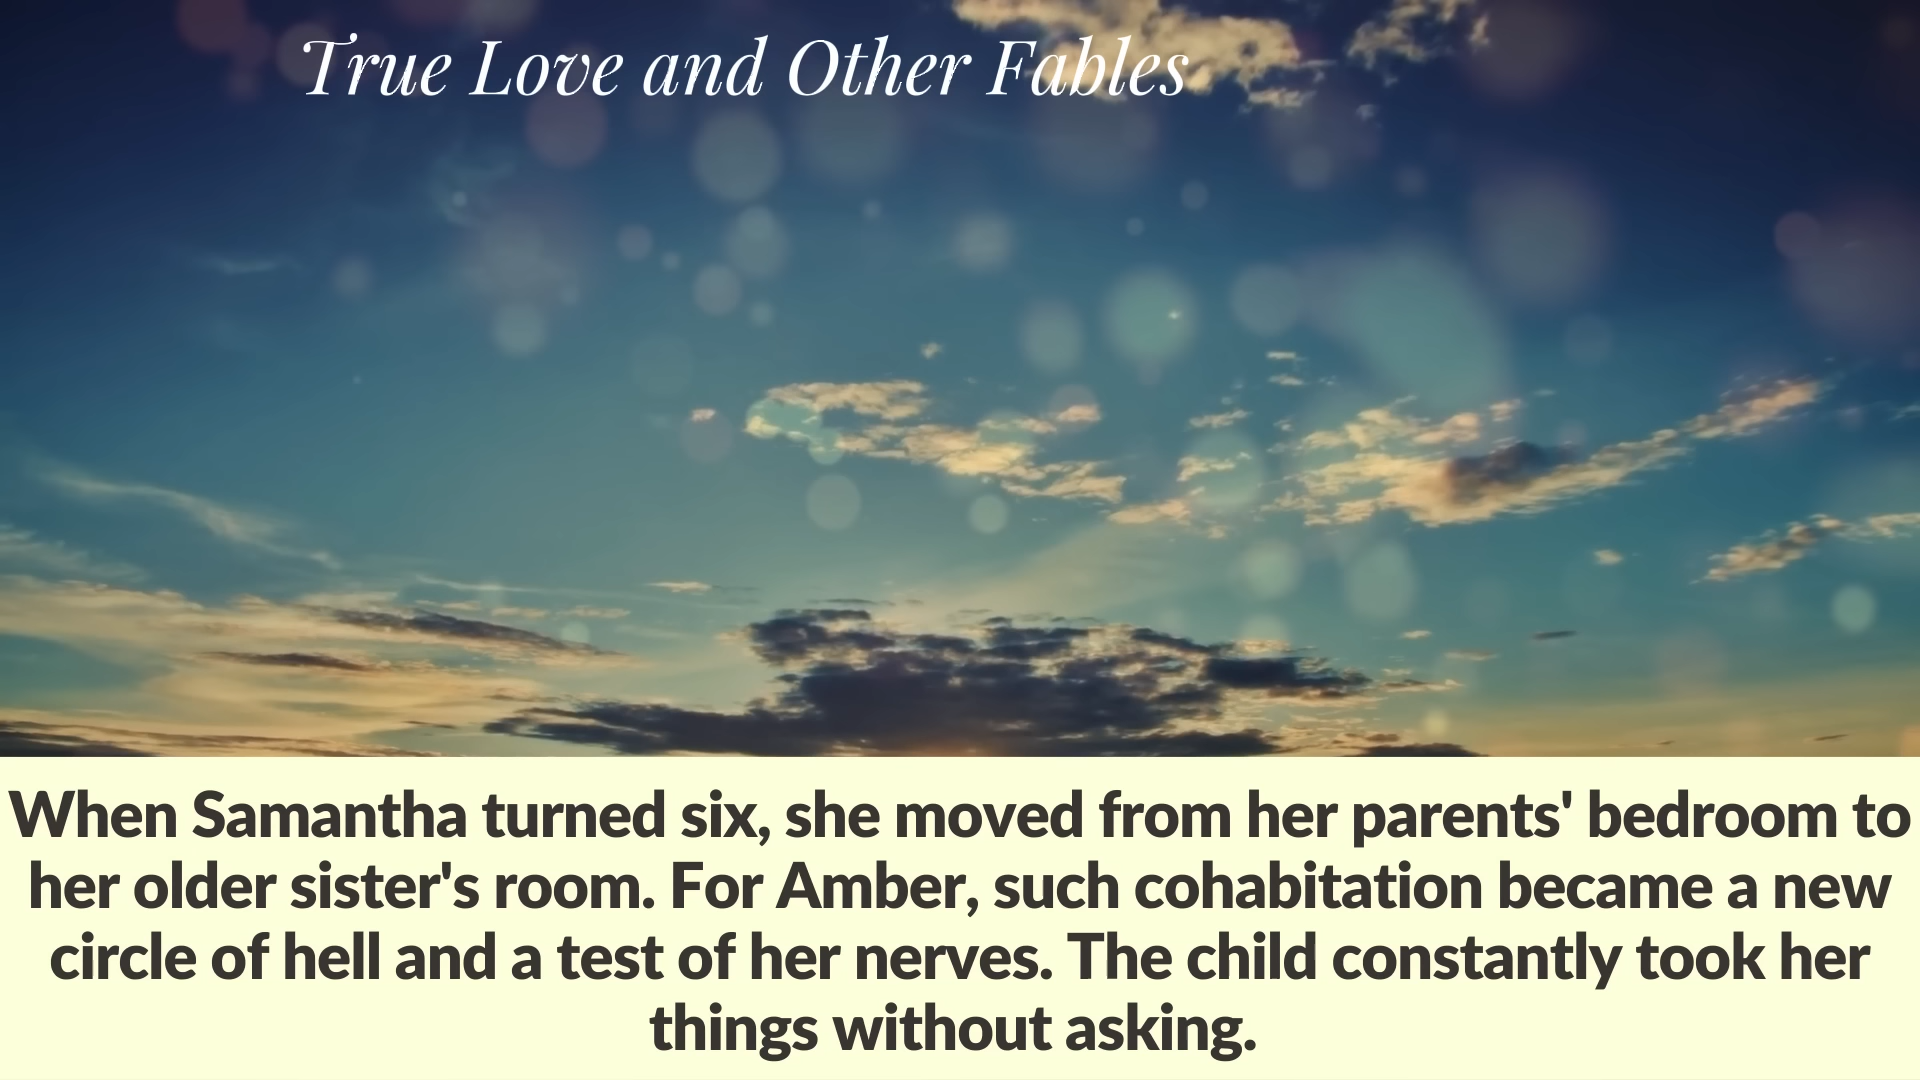 True Love and Other Fables
When Samantha turned six, she moved from her parents' bedroom to
her older sister's room. For Amber, such cohabitation became a new
circle of hell and a test of her nerves. The child constantly took her
things without asking.